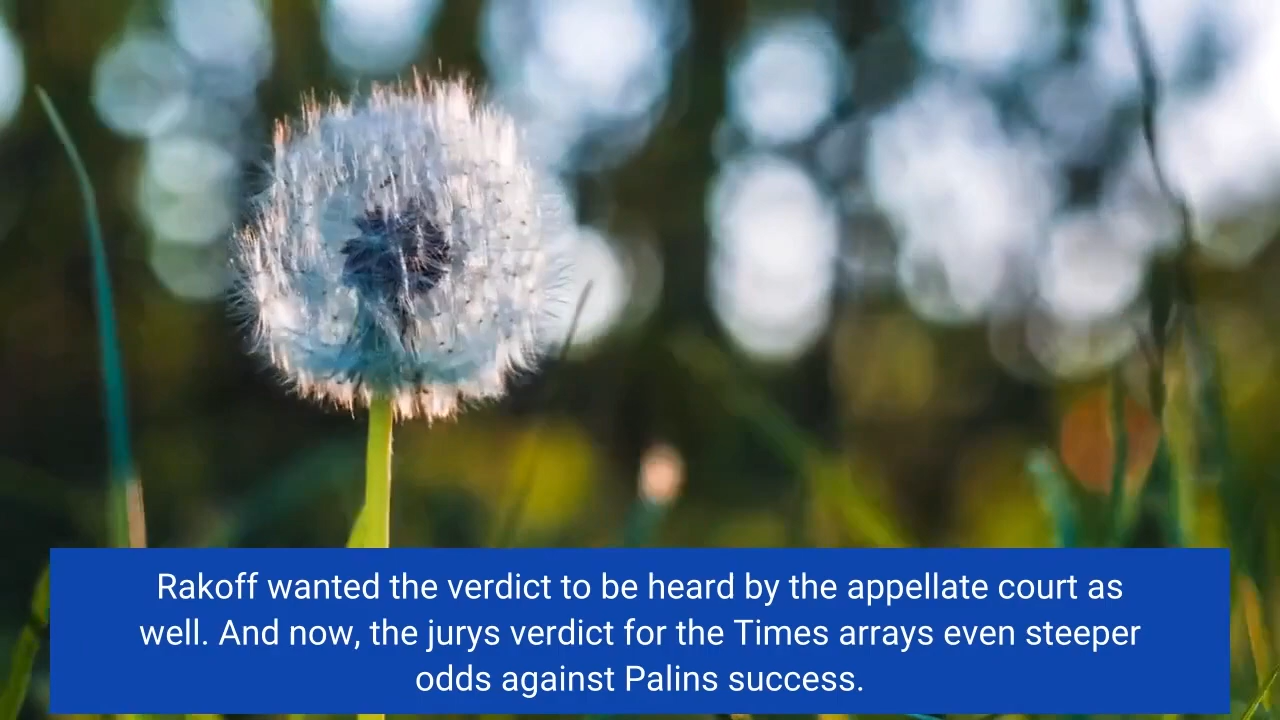 Rakoff wanted the verdict to be heard by the appellate court as
well. And now, the jurys verdict for the Times arrays even steeper
odds against Palins success.